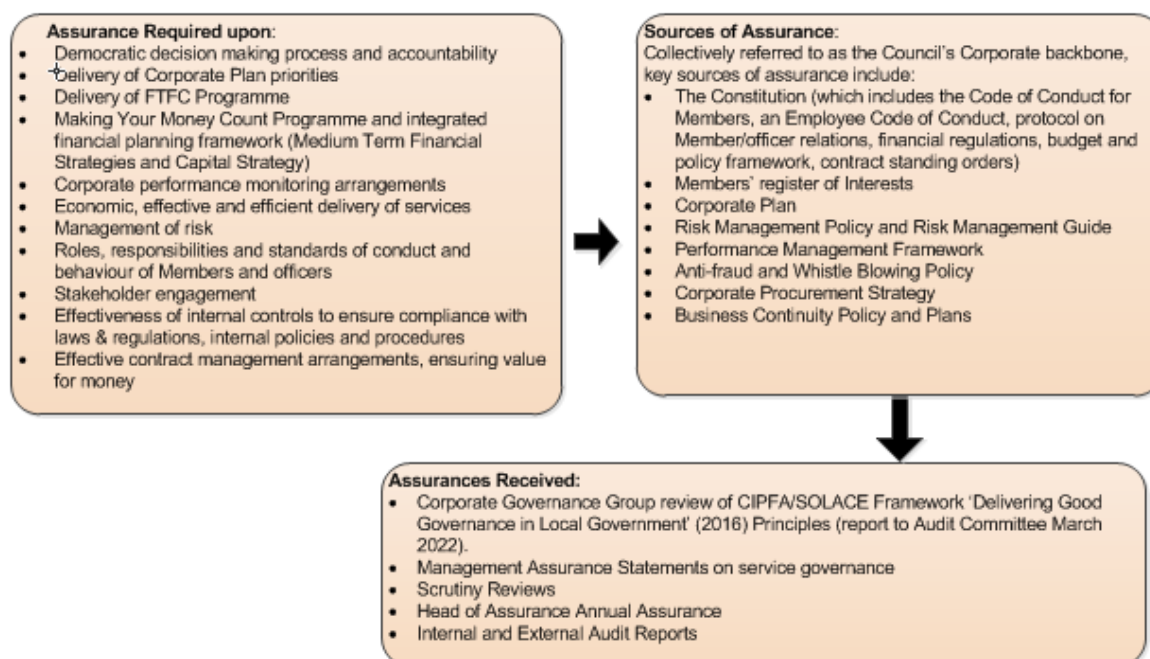 Assurance Required upon:
• Democratic decision making process and accountability
• Delivery of Corporate Plan priorities
• Delivery of FTFC Programme
• Making Your Money Count Programme and integrated
financial planning framework (Medium Term Financial
Strategies and Capital Strategy)
• Corporate performance monitoring arrangements
• Economic, effective and efficient delivery of services
• Management of risk
• Roles, responsibilities and standards of conduct and
behaviour of Members and officers
• Stakeholder engagement
• Effectiveness of internal controls to ensure compliance with
laws & regulations, internal policies and procedures
• Effective contract management arrangements, ensuring value
for money
Sources of Assurance:
Collectively referred to as the Council's Corporate backbone,
key sources of assurance include:
• The Constitution (which includes the Code of Conduct for
Members, an Employee Code of Conduct, protocol on
Member/officer relations, financial regulations, budget and
policy framework, contract standing orders)
• Members' register of Interests
• Corporate Plan
• Risk Management Policy and Risk Management Guide
• Performance Management Framework
• Anti-fraud and Whistle Blowing Policy
• Corporate Procurement Strategy
• Business Continuity Policy and Plans
Assurances Received:
• Corporate Governance Group review of CIPFA/SOLACE Framework 'Delivering Good
Governance in Local Government' (2016) Principles (report to Audit Committee March
2022).
• Management Assurance Statements on service governance
• Scrutiny Reviews
• Head of Assurance Annual Assurance
• Internal and External Audit Reports